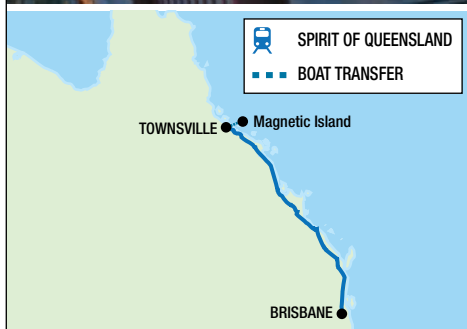 SPIRIT OF QUEENSLAND
BOAT TRANSFER
Magnetic Island
TOWNSVILLE
BRISBANE